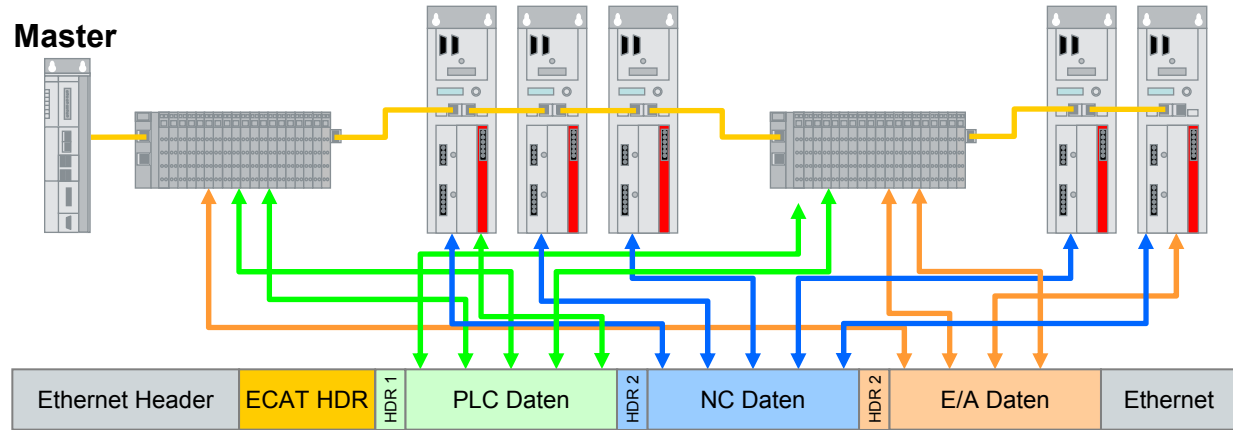 Master
Ethernet Header
ECAT HDR
HDR 1
PLC Daten
HDR 2
NC Daten
HDR 2
E/A Daten
Ethernet